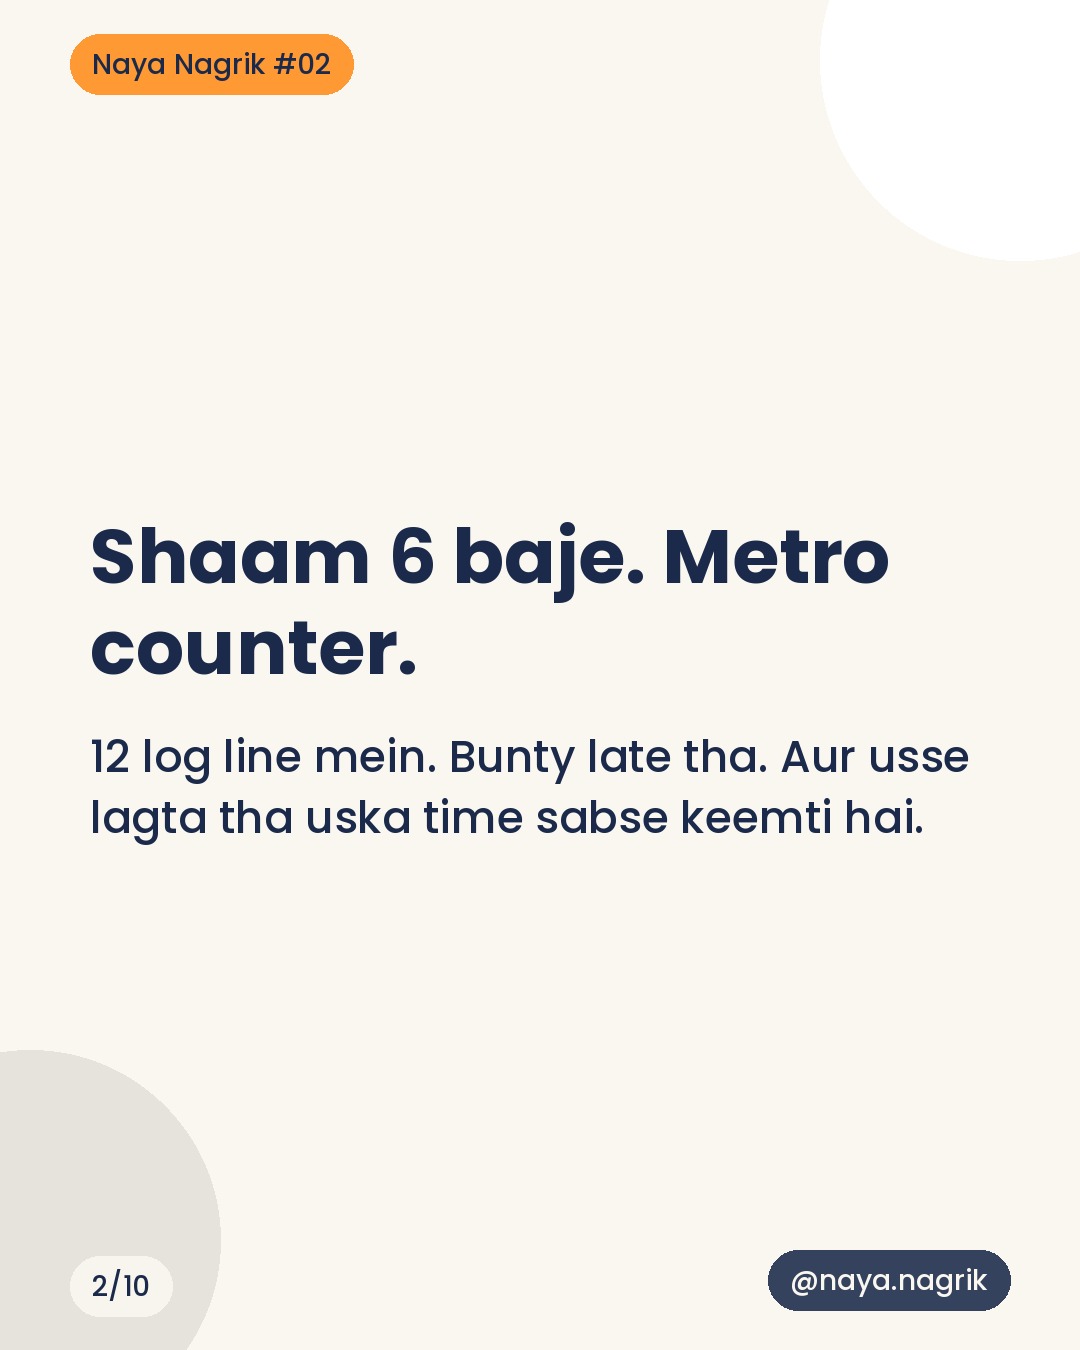 Naya Nagrik #02
Shaam 6 baje. Metro
counter.
12 log line mein. Bunty late tha. Aur usse
lagta tha uska time sabse keemti hai.
2/10
@naya.nagrik